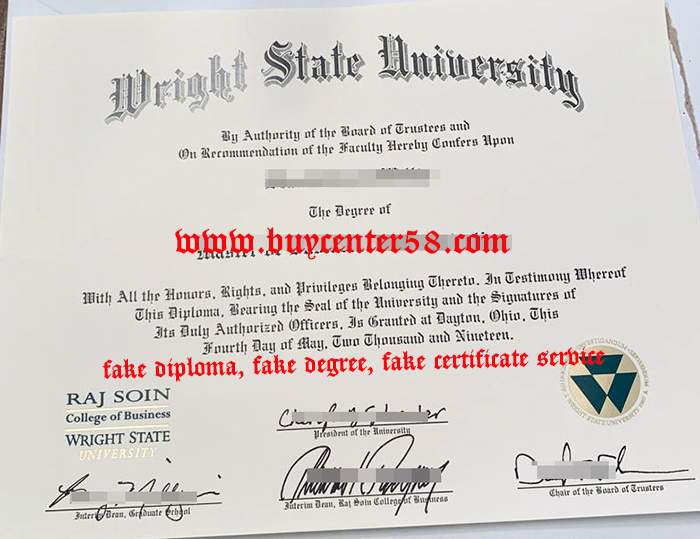 Wright State University
By Authority of the Board of Trustees and
On Recommendation of the Faculty Hereby Confers Upon
The Degree of
www.buycenter58.com
Master of
With All the Honors, Rights, and Privileges Belonging Thereto. In Testimony Whereof
This Diploma, Bearing the Seal of the University and the Signatures of
Its Duly Authorized Officers, Is Granted at Dayton, Ohio, This
Fourth Day of May, Two Thousand and Nineteen.
fake diploma, fake degree, fake certificate service
RAJ SOIN
College of Business
WRIGHT STATE
UNIVERSITY
WRIGHT STATE UNIVERSITY
President of the University
Interim Dean, Graduate School
Interim Dean, Raj Soin College of Business
Chair of the Board of Trustees